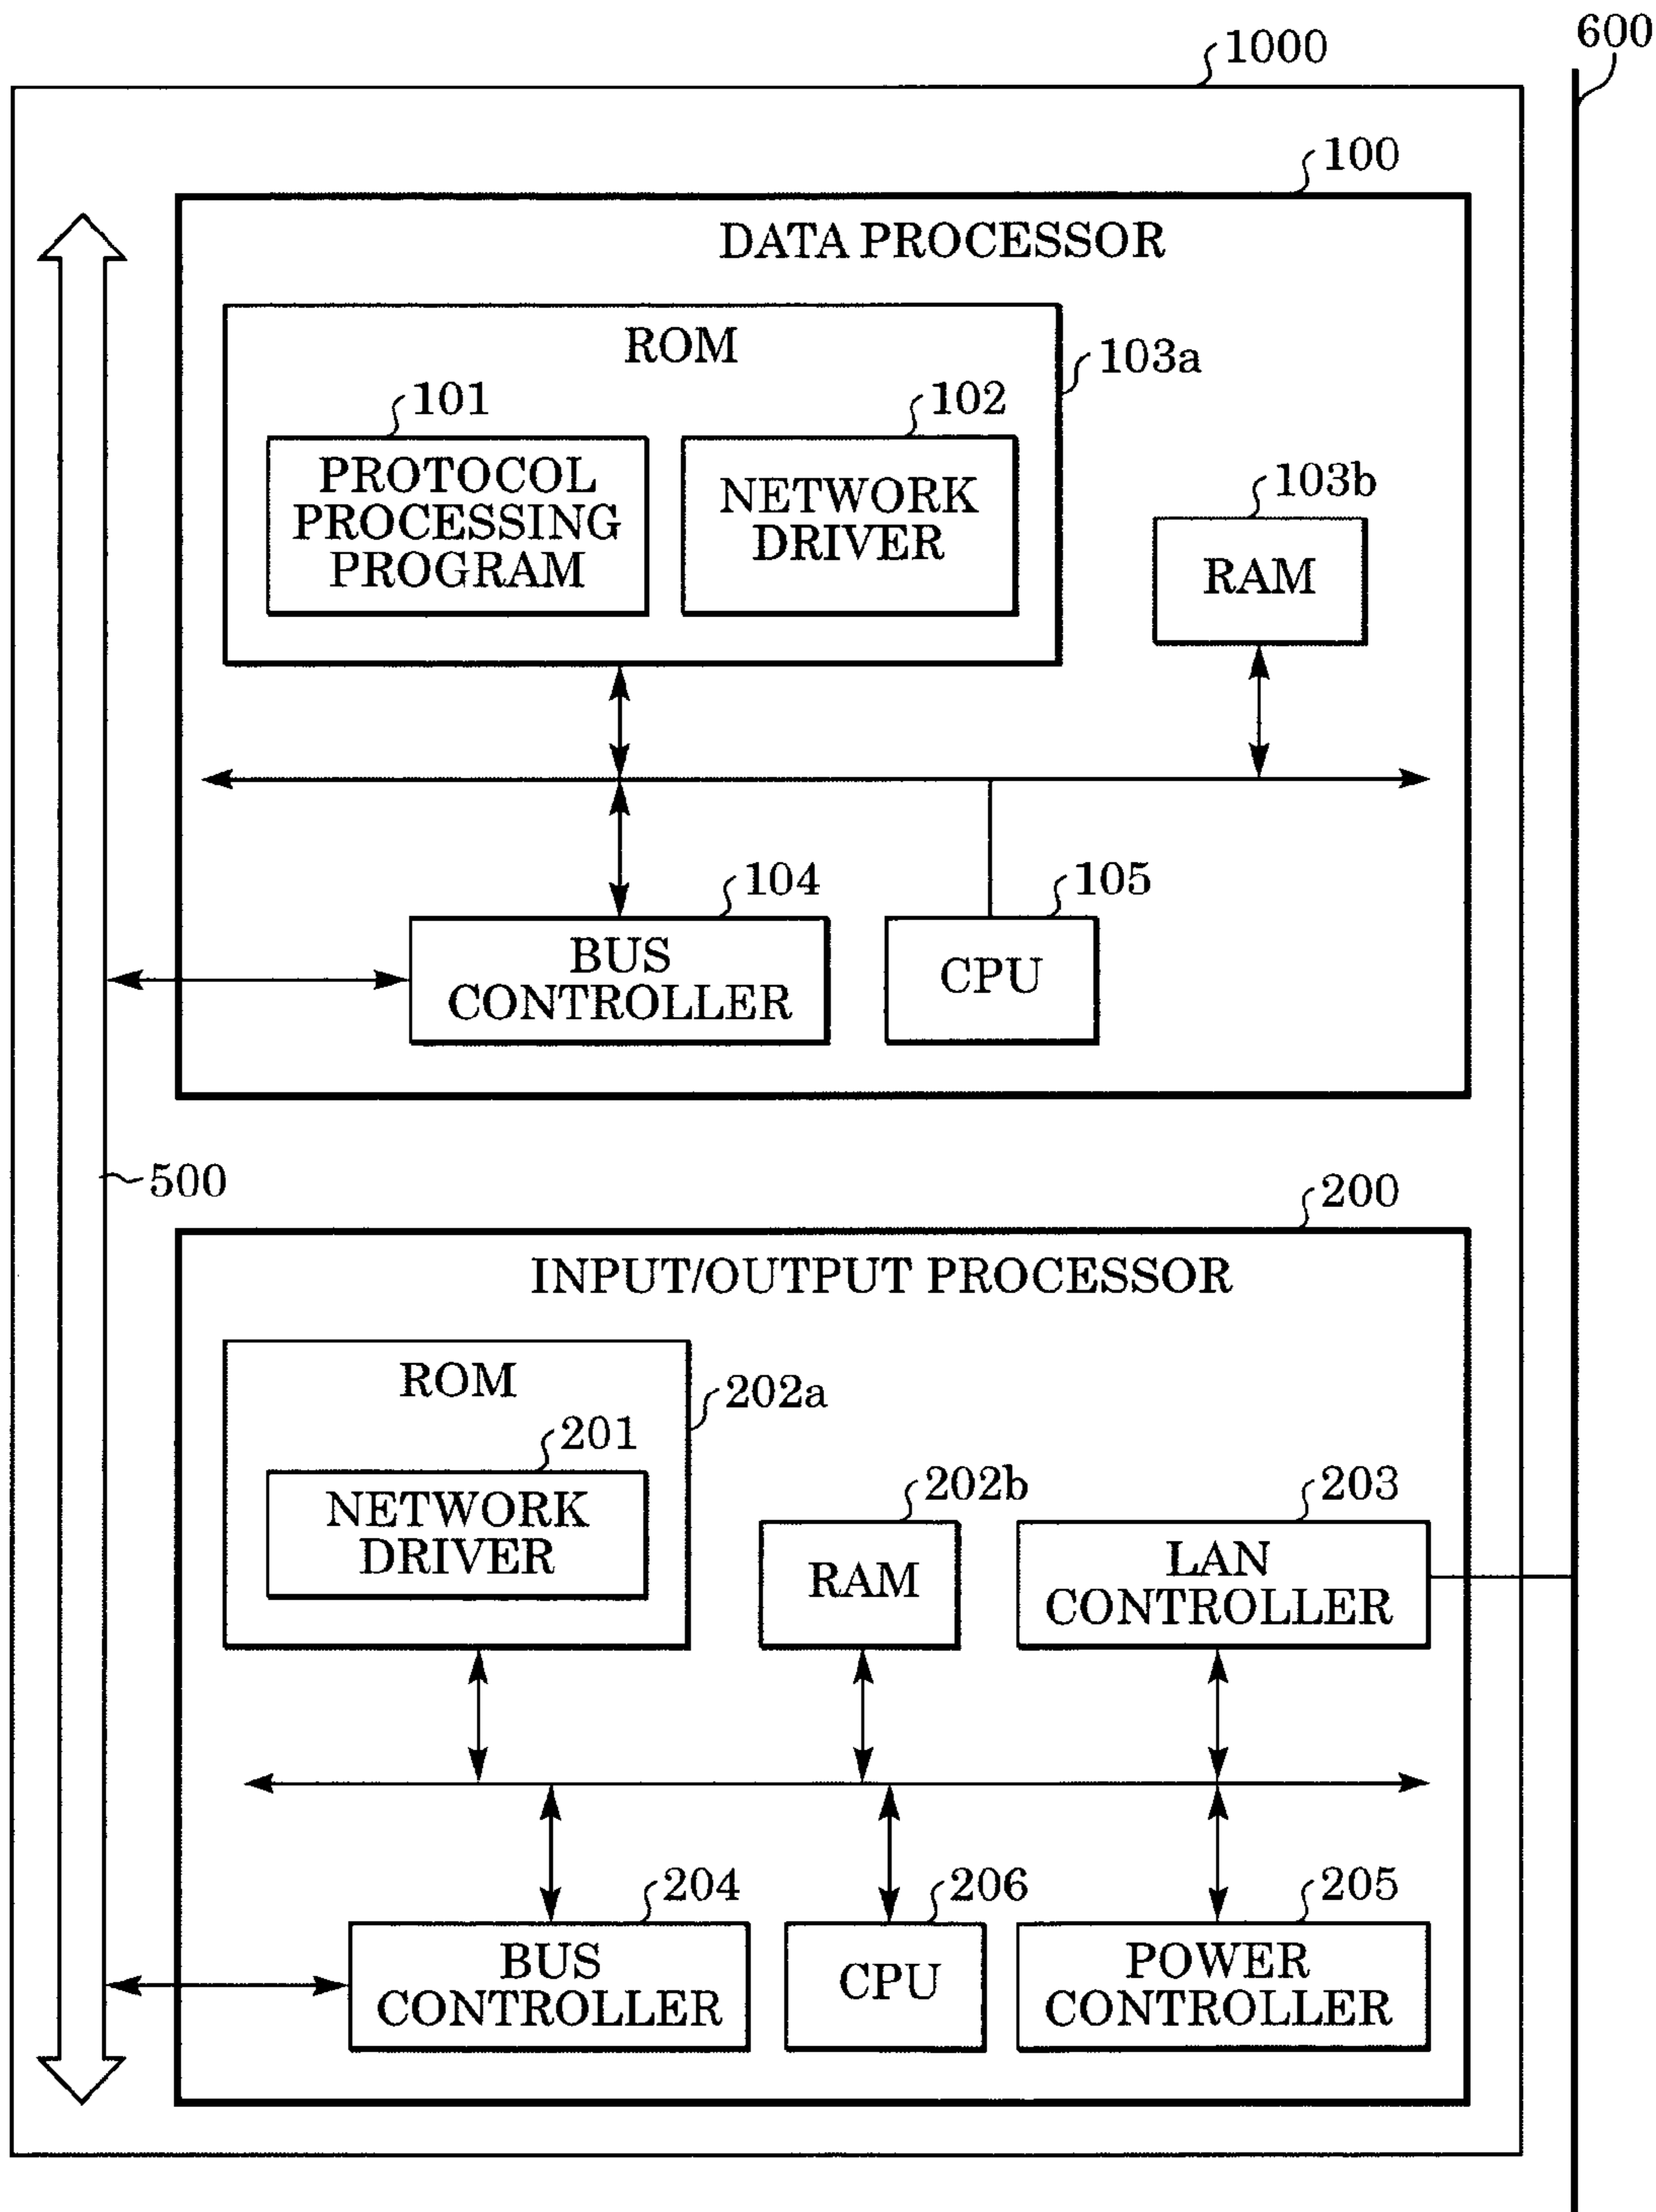 600
1000
100
DATA PROCESSOR
ROM
103a
101
102
PROTOCOL
PROCESSING
PROGRAM
NETWORK
DRIVER
103b
RAM
104
105
BUS
CONTROLLER
CPU
500
200
INPUT/OUTPUT PROCESSOR
ROM
202a
201
NETWORK
DRIVER
202b
RAM
203
LAN
CONTROLLER
204
206
205
BUS
CONTROLLER
CPU
POWER
CONTROLLER